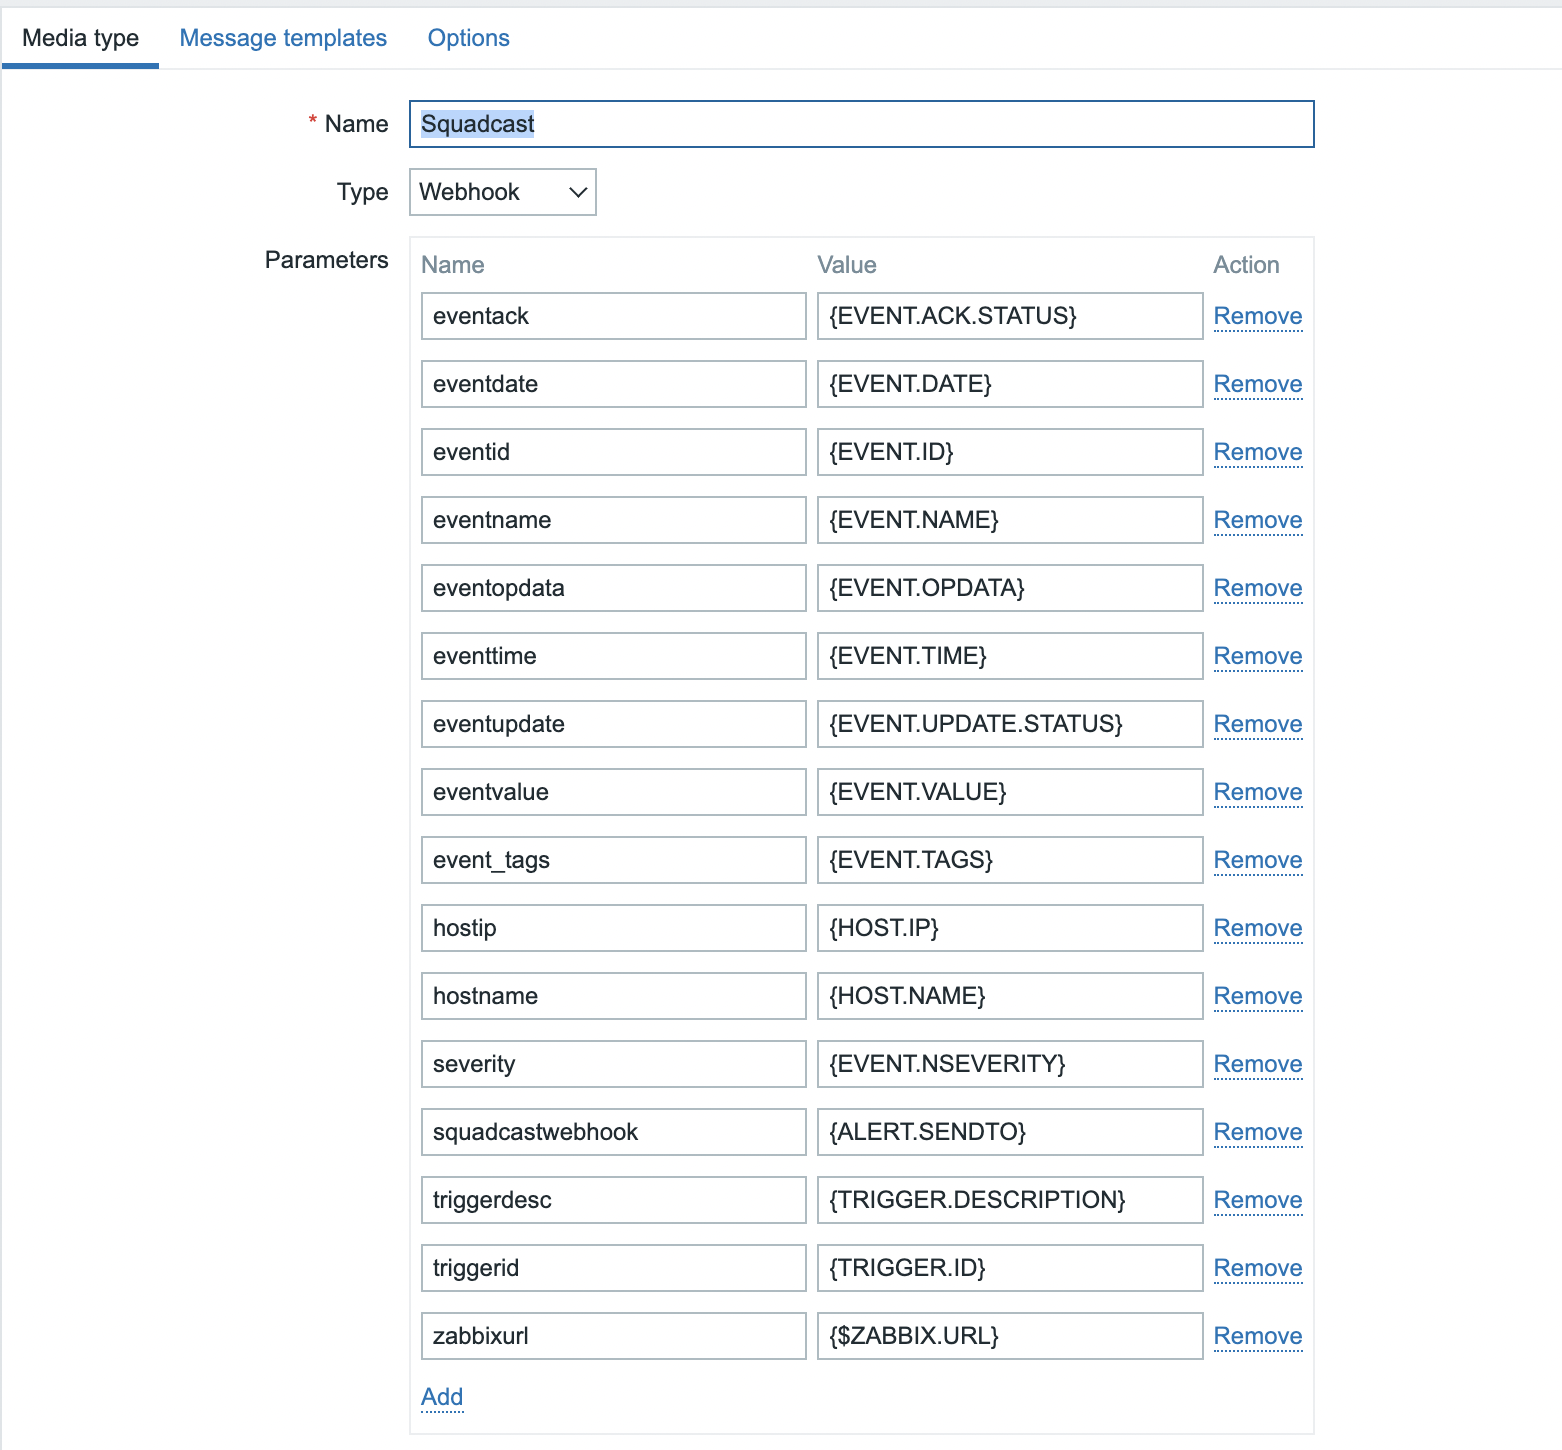 Media type Message templates Options
* Name Squadcast
Type Webhook
Parameters Name Value Action
eventack {EVENT.ACK.STATUS} Remove
eventdate {EVENT.DATE} Remove
eventid {EVENT.ID} Remove
eventname {EVENT.NAME} Remove
eventopdata {EVENT.OPDATA} Remove
eventtime {EVENT.TIME} Remove
eventupdate {EVENT.UPDATE.STATUS} Remove
eventvalue {EVENT.VALUE} Remove
event_tags {EVENT.TAGS} Remove
hostip {HOST.IP} Remove
hostname {HOST.NAME} Remove
severity {EVENT.NSEVERITY} Remove
squadcastwebhook {ALERT.SENDTO} Remove
triggerdesc {TRIGGER.DESCRIPTION} Remove
triggerid {TRIGGER.ID} Remove
zabbixurl {$ZABBIX.URL} Remove
Add